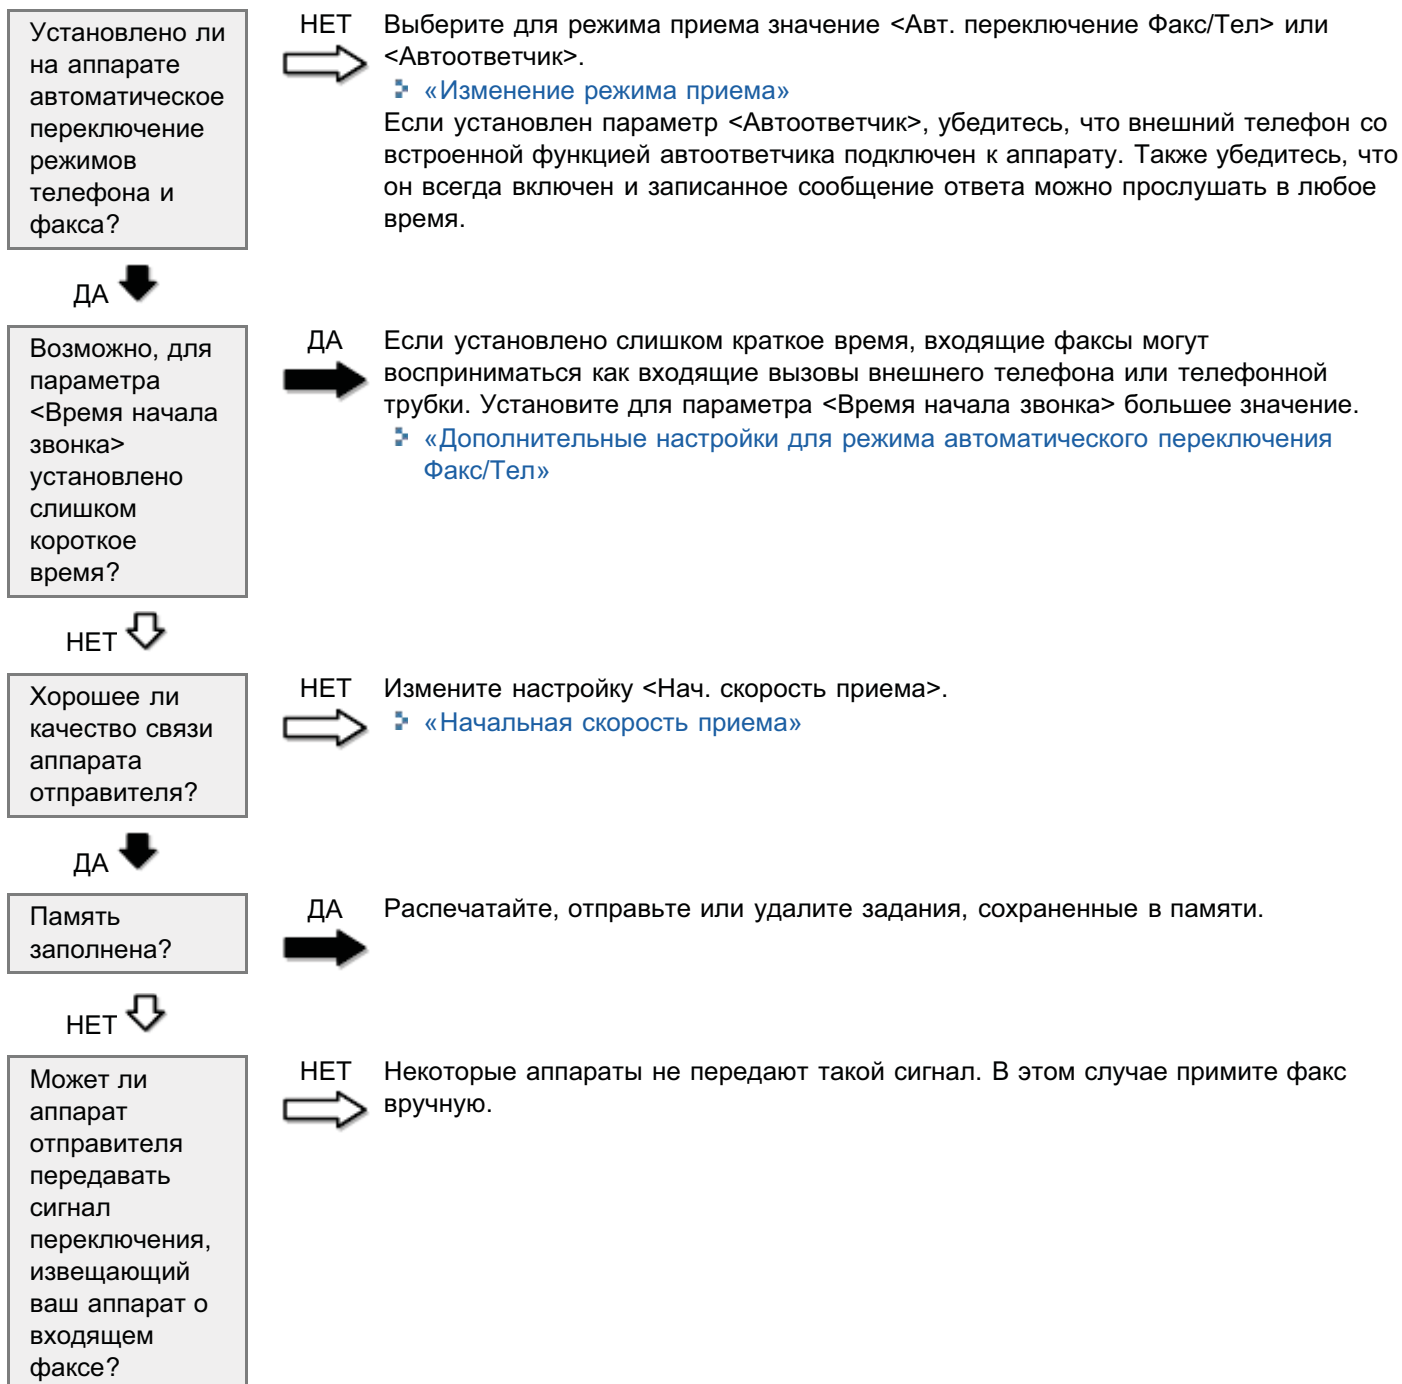 Установлено ли
на аппарате
автоматическое
переключение
режимов
телефона и
факса?
НЕТ
Выберите для режима приема значение <Авт. переключение Факс/Тел> или
<Автоответчик>.
«Изменение режима приема»
Если установлен параметр <Автоответчик>, убедитесь, что внешний телефон со
встроенной функцией автоответчика подключен к аппарату. Также убедитесь, что
он всегда включен и записанное сообщение ответа можно прослушать в любое
время.
ДА
Возможно, для
параметра
<Время начала
звонка>
установлено
слишком
короткое
время?
ДА
Если установлено слишком краткое время, входящие факсы могут
восприниматься как входящие вызовы внешнего телефона или телефонной
трубки. Установите для параметра <Время начала звонка> большее значение.
«Дополнительные настройки для режима автоматического переключения
Факс/Тел»
НЕТ
Хорошее ли
качество связи
аппарата
отправителя?
НЕТ
Измените настройку <Нач. скорость приема>.
«Начальная скорость приема»
ДА
Память
заполнена?
ДА
Распечатайте, отправьте или удалите задания, сохраненные в памяти.
НЕТ
Может ли
аппарат
отправителя
передавать
сигнал
переключения,
извещающий
ваш аппарат о
входящем
факсе?
НЕТ
Некоторые аппараты не передают такой сигнал. В этом случае примите факс
вручную.